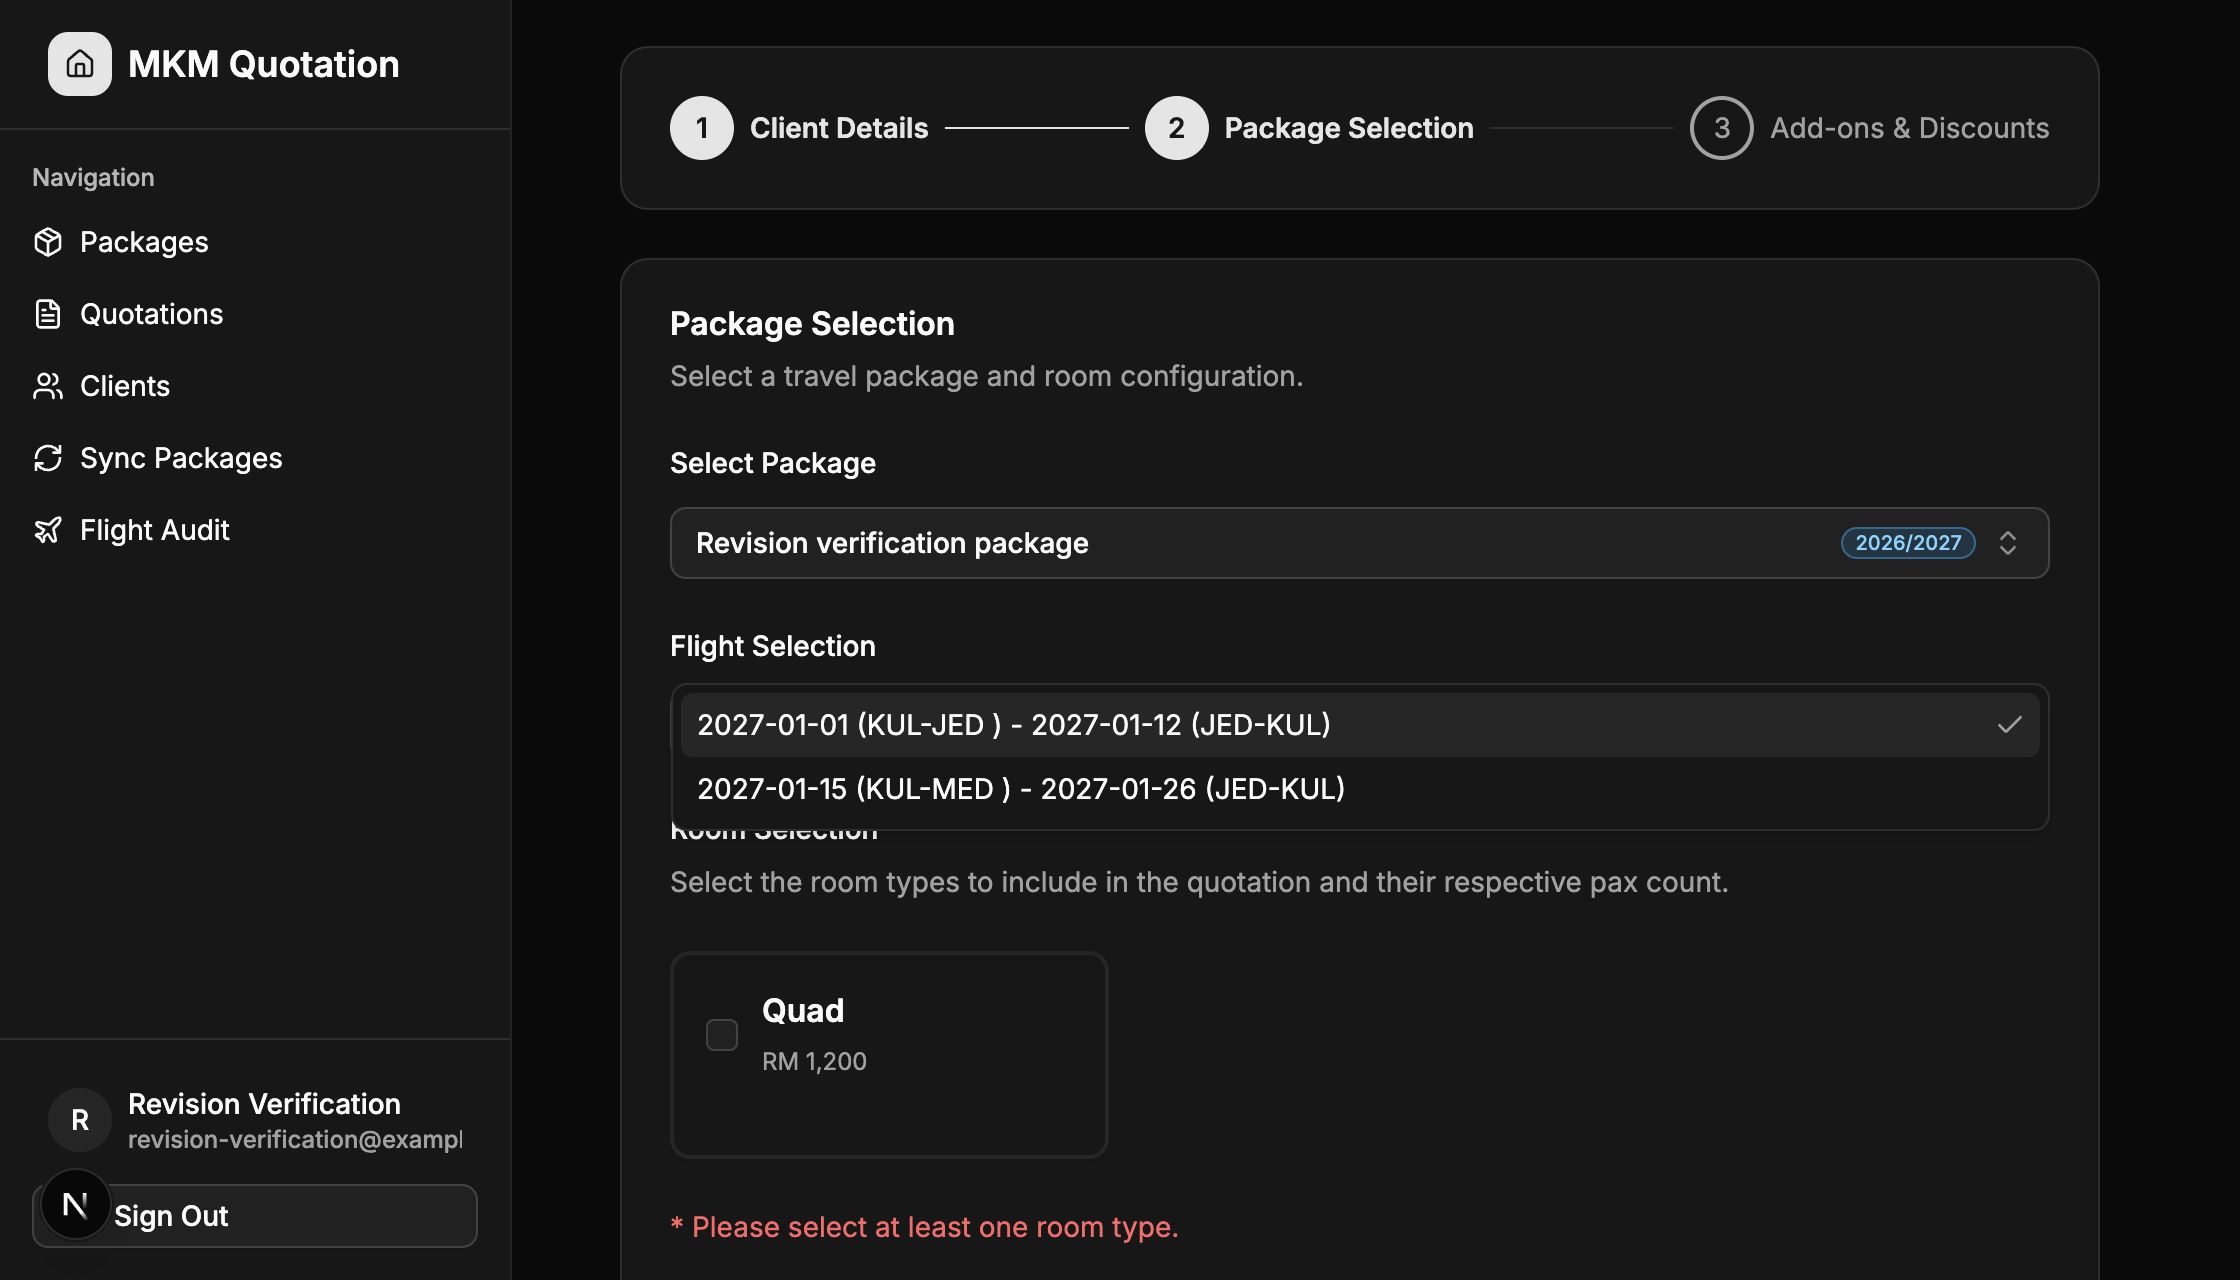 MKM Quotation
Navigation
Packages
Quotations
Clients
Sync Packages
Flight Audit
R
Revision Verification
revision-verification@exampl
N
Sign Out
1 Client Details
2 Package Selection
3 Add-ons & Discounts
Package Selection
Select a travel package and room configuration.
Select Package
Revision verification package 2026/2027
Flight Selection
2027-01-01 (KUL-JED ) - 2027-01-12 (JED-KUL)
2027-01-15 (KUL-MED ) - 2027-01-26 (JED-KUL)
Room Selection
Select the room types to include in the quotation and their respective pax count.
Quad
RM 1,200
* Please select at least one room type.